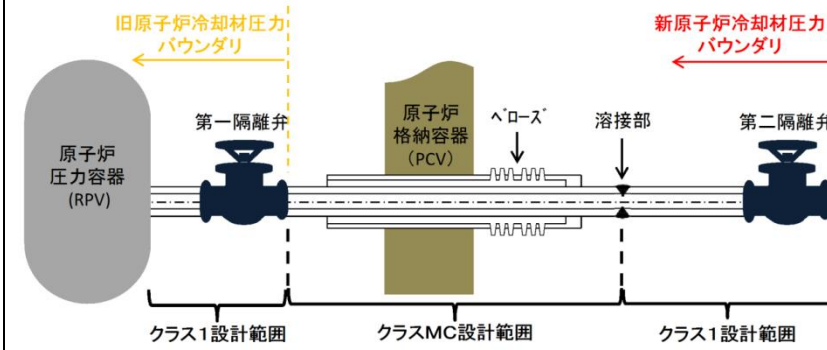 旧原子炉冷却材圧力
バウンダリ
新原子炉冷却材圧力
バウンダリ
第一隔離弁
原子炉
格納容器
(PCV)
ベローズ
溶接部
第二隔離弁
原子炉
圧力容器
(RPV)
クラス1設計範囲
クラスMC設計範囲
クラス1設計範囲